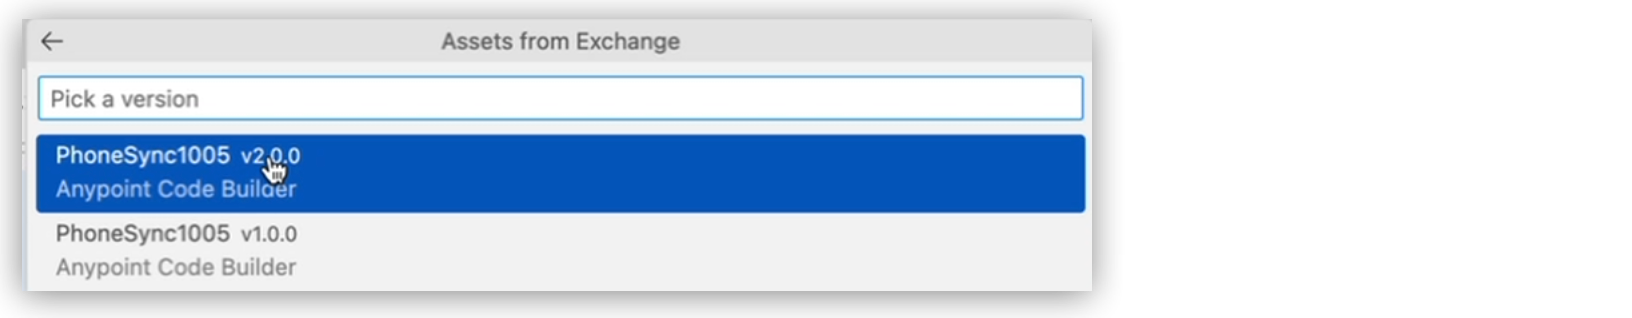 Assets from Exchange
Pick a version
PhoneSync1005 v2.0.0
Anypoint Code Builder
PhoneSync1005 v1.0.0
Anypoint Code Builder